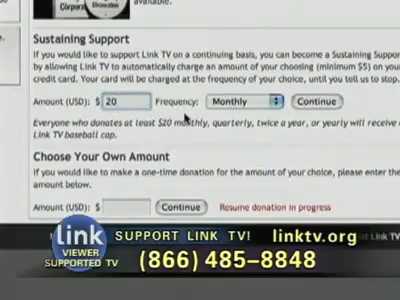 available.
Corpora
Sustaining Support
If you would like to support Link TV on a continuing basis, you can become a Sustaining Suppor
by allowing Link TV to automatically charge an amount of your choosing (minimum $5) on your
credit card. Your card will be charged at the frequency of your choice, until you tell us to stop.
Amount (USD): $ 20 Frequency: Monthly Continue
Everyone who donates at least $20 monthly, quarterly, twice a year, or yearly will receive
Link TV baseball cap.
Choose Your Own Amount
If you would like to make a one-time donation for the amount of your choice, please enter the
amount below.
Amount (USD): $ Continue Resume donation in progress
link
VIEWER
SUPPORTED TV
SUPPORT LINK TV! linktv.org
(866) 485-8848